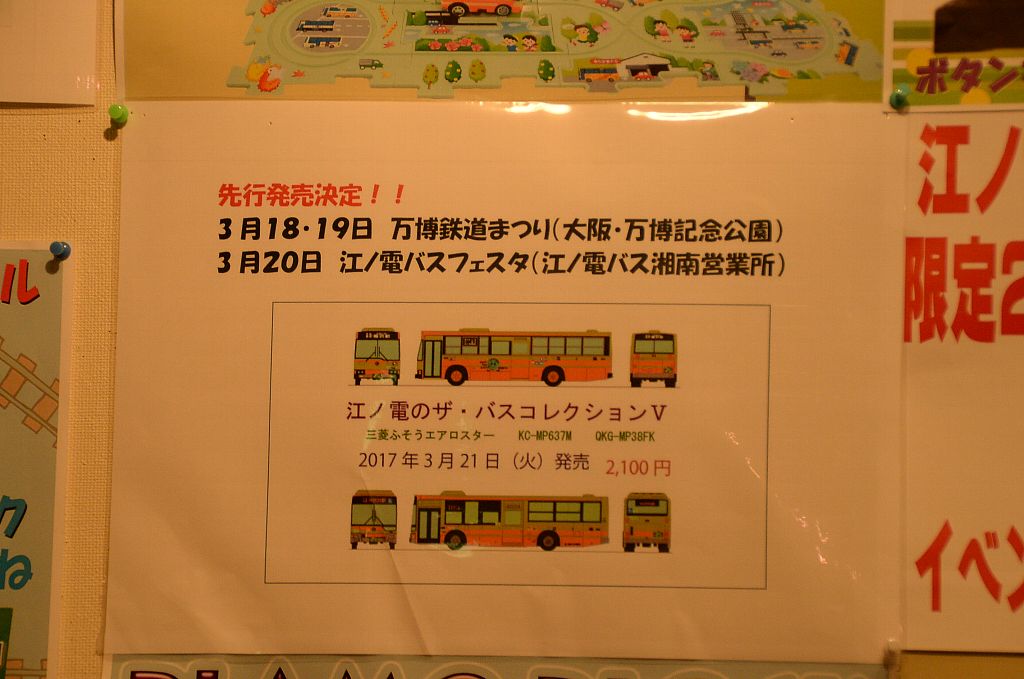 ボタン
先行発売決定！！
3月18・19日 万博鉄道まつり(大阪・万博記念公園)
3月20日 江ノ電バスフェスタ(江ノ電バス湘南営業所)
江ノ電のザ・バスコレクションⅤ
三菱ふそうエアロスター KC-MP637M QKG-MP38FK
2017年3月21日（火）発売 2,100円
江ノ
限定2
イベン
ル
ク
ね